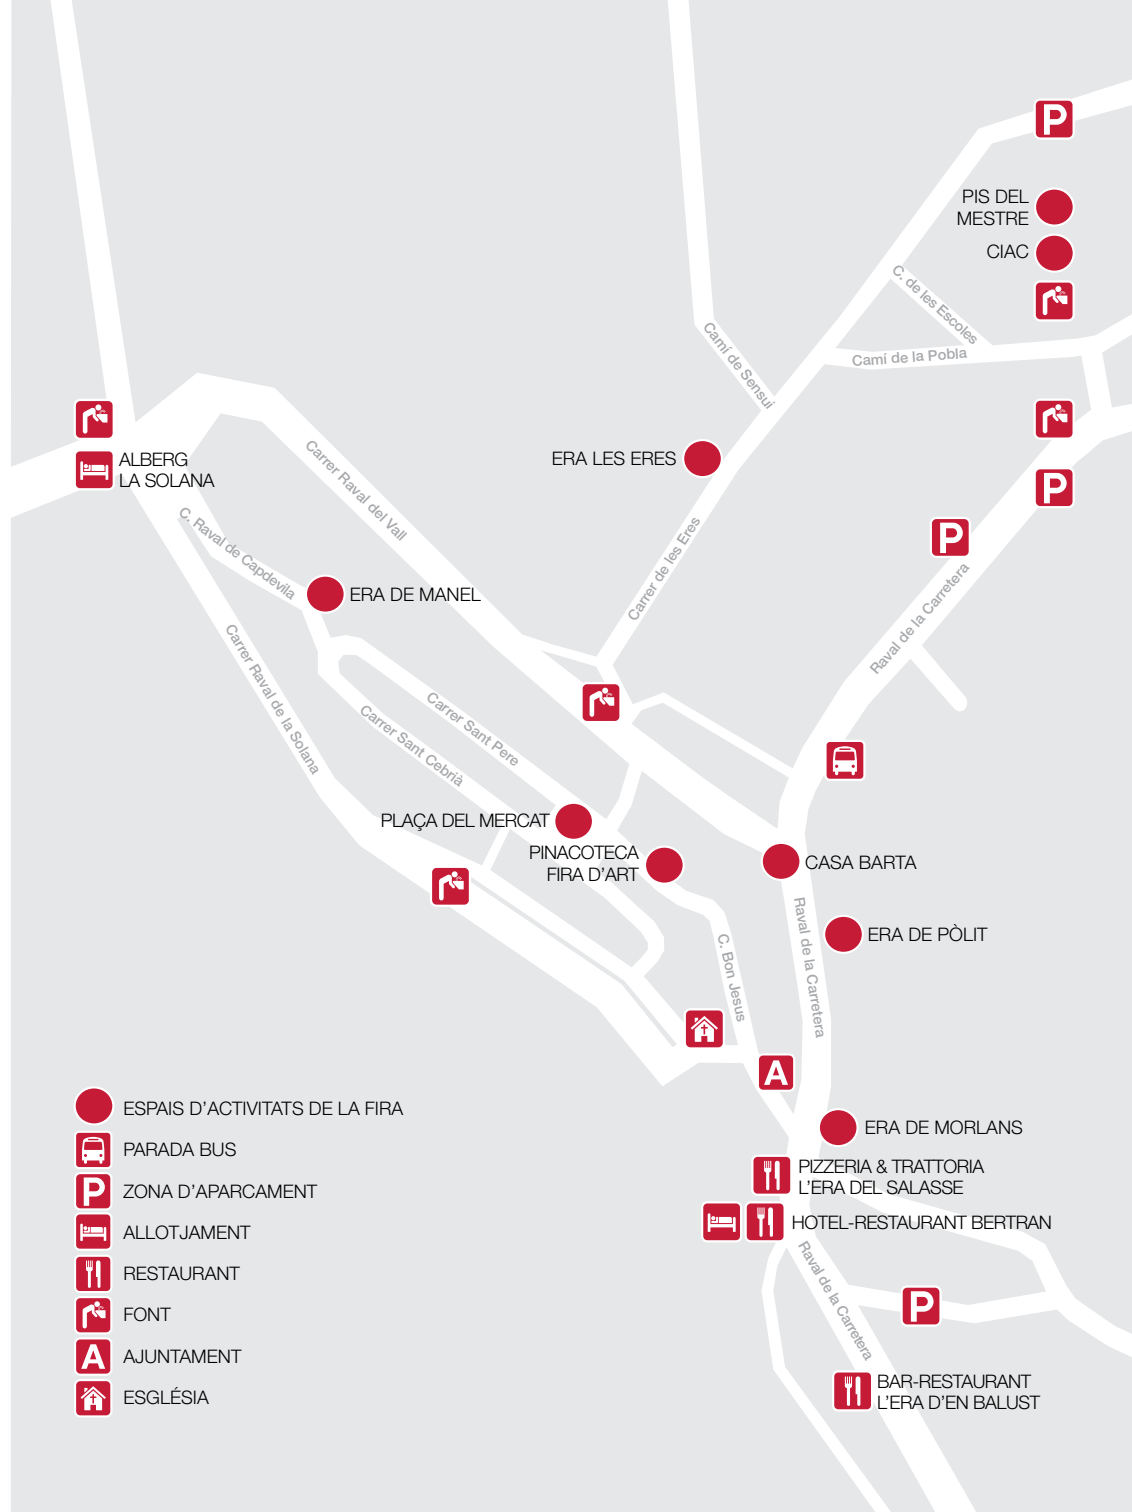 P
PIS DEL
MESTRE
CIAC
C. de les Escoles
Camí de Sensui
Camí de la Pobla
ALBERG
LA SOLANA
Carrer Raval del Vall
ERA LES ERES
P
P
C. Raval de Capdevila
Carrer de les Eres
Raval de la Carretera
ERA DE MANEL
Carrer Raval de la Solana
Carrer Sant Pere
Carrer Sant Cebrià
PLAÇA DEL MERCAT
PINACOTECA
FIRA D'ART
CASA BARTA
Raval de la Carretera
ERA DE PÒLIT
C. Bon Jesus
A
ERA DE MORLANS
PIZZERIA & TRATTORIA
L'ERA DEL SALASSE
HOTEL-RESTAURANT BERTRAN
Raval de la Carretera
P
BAR-RESTAURANT
L'ERA D'EN BALUST
ESPAIS D'ACTIVITATS DE LA FIRA
PARADA BUS
P ZONA D'APARCAMENT
ALLOTJAMENT
RESTAURANT
FONT
A AJUNTAMENT
ESGLÉSIA